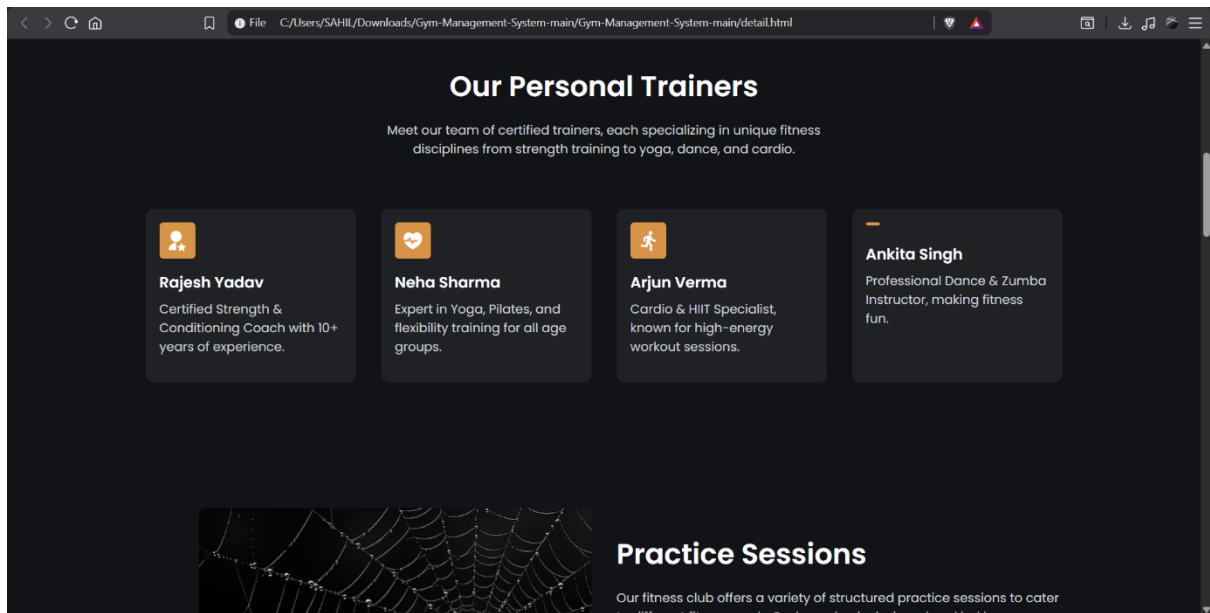 File C:/Users/SAHIL/Downloads/Gym-Management-System-main/Gym-Management-System-main/detail.html
Our Personal Trainers
Meet our team of certified trainers, each specializing in unique fitness
disciplines from strength training to yoga, dance, and cardio.
Rajesh Yadav
Certified Strength &
Conditioning Coach with 10+
years of experience.
Neha Sharma
Expert in Yoga, Pilates, and
flexibility training for all age
groups.
Arjun Verma
Cardio & HIIT Specialist,
known for high-energy
workout sessions.
Ankita Singh
Professional Dance & Zumba
Instructor, making fitness
fun.
Practice Sessions
Our fitness club offers a variety of structured practice sessions to cater